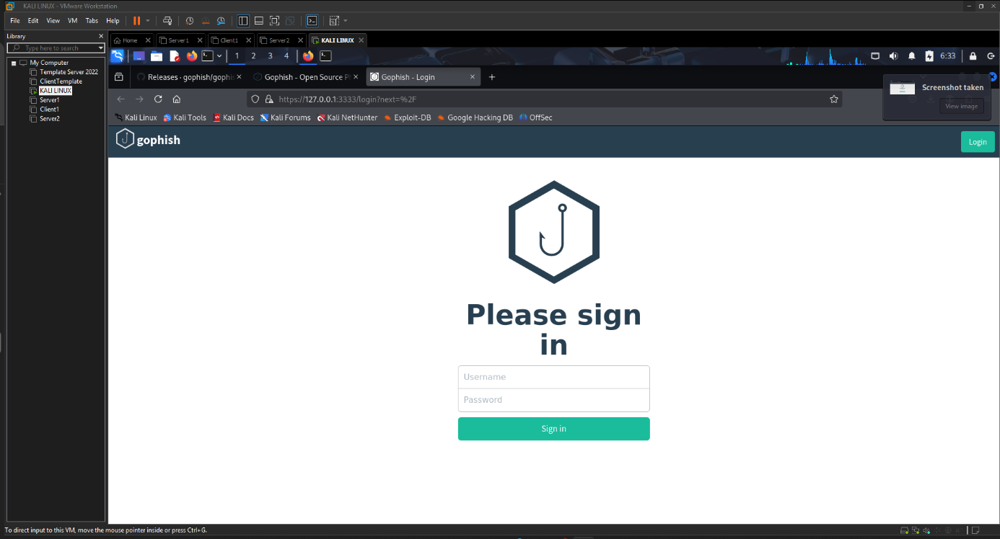 KALI LINUX - VMware Workstation
File Edit View VM Tabs Help
Library
Type here to search
My Computer
Template Server 2022
ClientTemplate
KALI LINUX
Server1
Client1
Server2
Home Server1 Client1 Server2 KALI LINUX
1 2 3 4
6:33
Releases · gophish/gophis Gophish - Open Source P Gophish - Login
https://127.0.0.1:3333/login?next=%2F
Screenshot taken
View image
Kali Linux Kali Tools Kali Docs Kali Forums Kali NetHunter Exploit-DB Google Hacking DB OffSec
gophish
Login
Please sign
in
Username
Password
Sign in
To direct input to this VM, move the mouse pointer inside or press Ctrl+G.